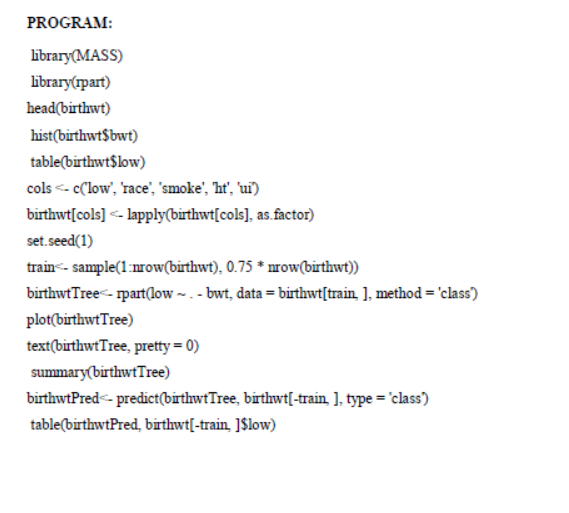 PROGRAM:
library(MASS)
library(rpart)
head(birthwt)
hist(birthwt$bwt)
table(birthwt$low)
cols <- c('low', 'race', 'smoke', 'ht', 'ui')
birthwt[cols] <- lapply(birthwt[cols], as.factor)
set.seed(1)
train<- sample(1:nrow(birthwt), 0.75 * nrow(birthwt))
birthwtTree<- rpart(low ~ . - bwt, data = birthwt[train, ], method = 'class')
plot(birthwtTree)
text(birthwtTree, pretty = 0)
summary(birthwtTree)
birthwtPred<- predict(birthwtTree, birthwt[-train, ], type = 'class')
table(birthwtPred, birthwt[-train, ]$low)